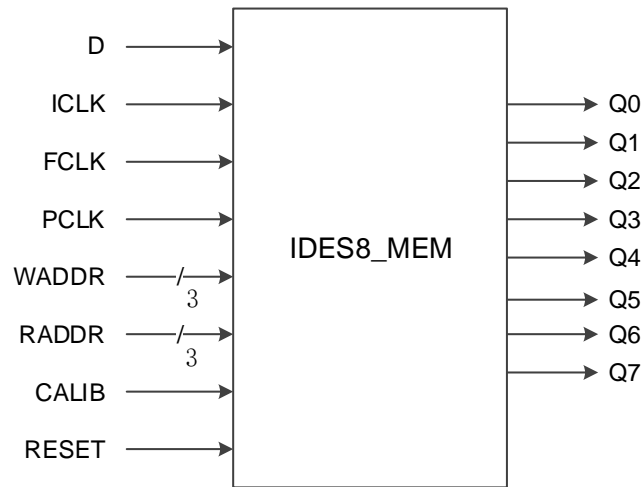 D
ICLK
FCLK
PCLK
WADDR
3
RADDR
3
CALIB
RESET
IDES8_MEM
Q0
Q1
Q2
Q3
Q4
Q5
Q6
Q7